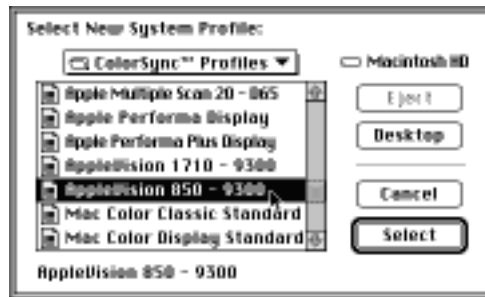 Select New System Profile:
ColorSync™ Profiles
Macintosh HD
Apple Multiple Scan 20 - D65
Apple Performa Display
Apple Performa Plus Display
AppleVision 1710 - 9300
AppleVision 850 - 9300
Mac Color Classic Standard
Mac Color Display Standard
Eject
Desktop
Cancel
Select
AppleVision 850 - 9300